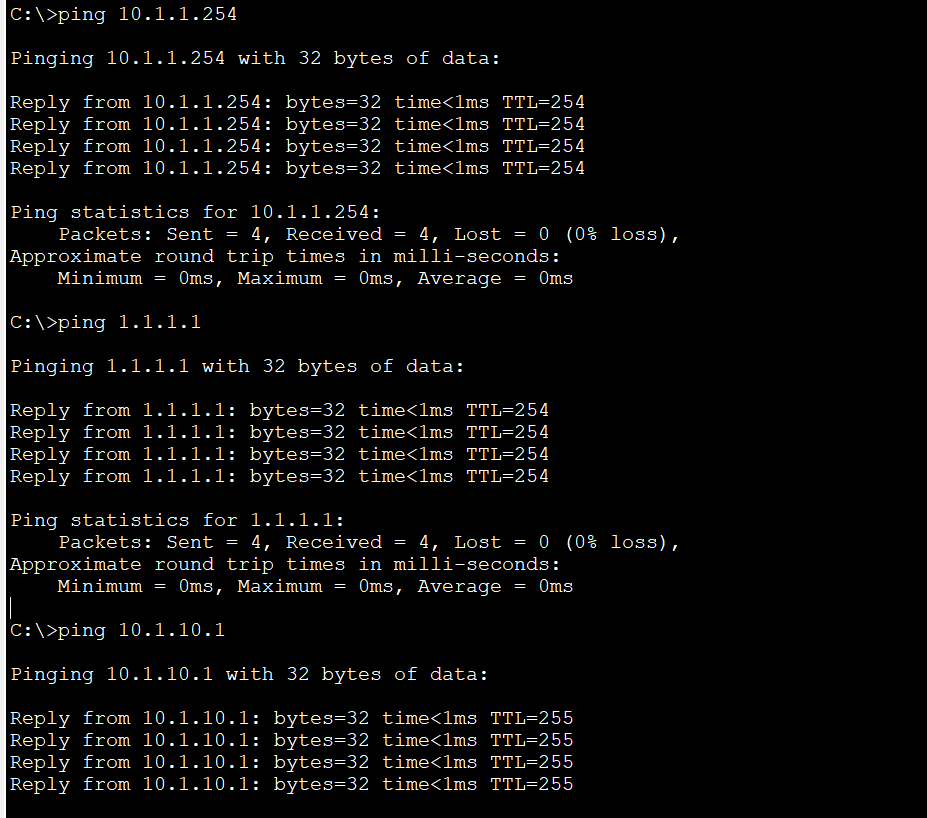 C:\>ping 10.1.1.254
Pinging 10.1.1.254 with 32 bytes of data:
Reply from 10.1.1.254: bytes=32 time<1ms TTL=254
Reply from 10.1.1.254: bytes=32 time<1ms TTL=254
Reply from 10.1.1.254: bytes=32 time<1ms TTL=254
Reply from 10.1.1.254: bytes=32 time<1ms TTL=254
Ping statistics for 10.1.1.254:
    Packets: Sent = 4, Received = 4, Lost = 0 (0% loss),
Approximate round trip times in milli-seconds:
    Minimum = 0ms, Maximum = 0ms, Average = 0ms
C:\>ping 1.1.1.1
Pinging 1.1.1.1 with 32 bytes of data:
Reply from 1.1.1.1: bytes=32 time<1ms TTL=254
Reply from 1.1.1.1: bytes=32 time<1ms TTL=254
Reply from 1.1.1.1: bytes=32 time<1ms TTL=254
Reply from 1.1.1.1: bytes=32 time<1ms TTL=254
Ping statistics for 1.1.1.1:
    Packets: Sent = 4, Received = 4, Lost = 0 (0% loss),
Approximate round trip times in milli-seconds:
    Minimum = 0ms, Maximum = 0ms, Average = 0ms
C:\>ping 10.1.10.1
Pinging 10.1.10.1 with 32 bytes of data:
Reply from 10.1.10.1: bytes=32 time<1ms TTL=255
Reply from 10.1.10.1: bytes=32 time<1ms TTL=255
Reply from 10.1.10.1: bytes=32 time<1ms TTL=255
Reply from 10.1.10.1: bytes=32 time<1ms TTL=255